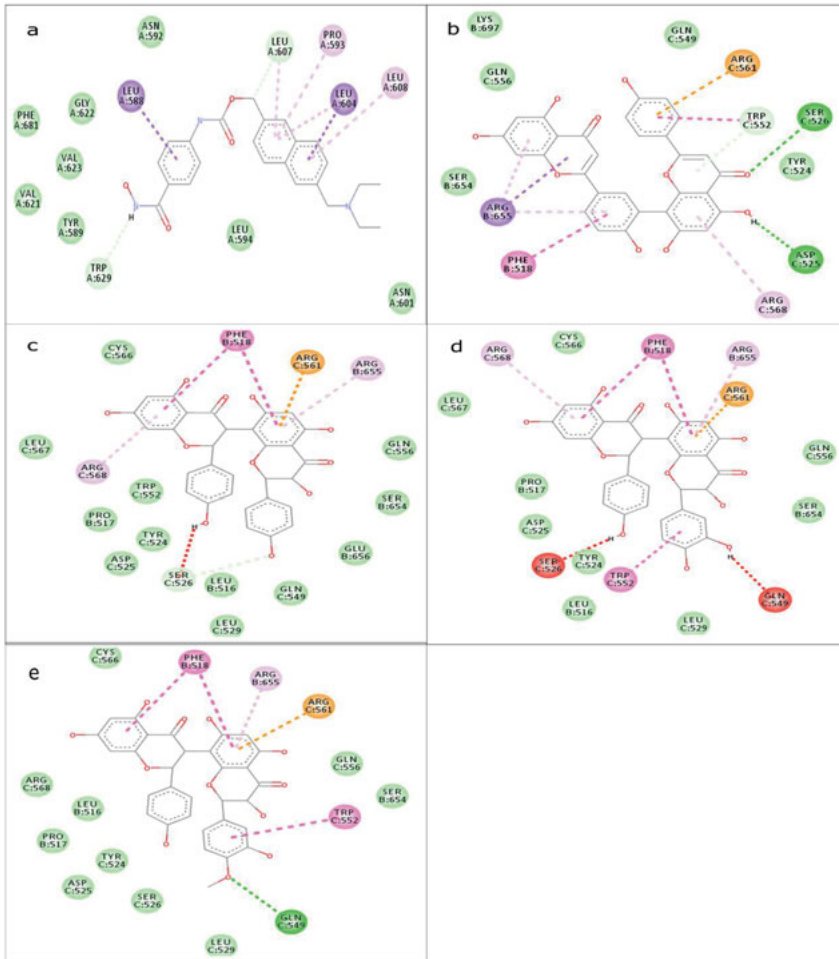 a
ASN
A:592
LEU
A:607
PRO
A:593
LEU
A:608
LEU
A:588
LEU
A:604
PHE
A:681
GLY
A:622
VAL
A:623
VAL
A:621
TYR
A:589
LEU
A:594
TRP
A:629
ASN
A:601
O
O
N
O
N
H
O
N
b
LYS
B:697
GLN
C:549
GLN
C:556
ARG
C:561
TRP
C:552
SER
C:526
SER
B:654
TYR
C:524
ARG
B:655
PHE
B:518
ASP
C:525
ARG
C:568
H
c
CYS
C:566
PHE
B:518
ARG
C:561
ARG
B:655
LEU
C:567
GLN
C:556
ARG
C:568
TRP
C:552
SER
B:654
PRO
B:517
TYR
C:524
ASP
C:525
GLU
B:656
SER
C:526
LEU
B:516
GLN
C:549
LEU
C:529
H
d
CYS
C:566
ARG
C:568
PHE
B:518
ARG
B:655
LEU
C:567
ARG
C:561
GLN
C:556
PRO
B:517
SER
B:654
ASP
C:525
SER
C:526
TYR
C:524
TRP
C:552
GLN
C:549
LEU
B:516
LEU
C:529
H
H
e
CYS
C:566
PHE
B:518
ARG
B:655
ARG
C:561
GLN
C:556
ARG
C:568
LEU
B:516
SER
B:654
PRO
B:517
TRP
C:552
TYR
C:524
ASP
C:525
SER
C:526
GLN
C:549
LEU
C:529